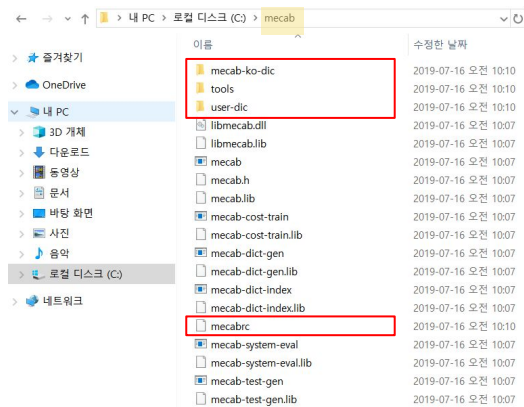 내 PC > 로컬 디스크 (C:) > mecab
이름 수정한 날짜
즐겨찾기
OneDrive
내 PC
3D 개체
다운로드
동영상
문서
바탕 화면
사진
음악
로컬 디스크 (C:)
네트워크
mecab-ko-dic 2019-07-16 오전 10:10
tools 2019-07-16 오전 10:10
user-dic 2019-07-16 오전 10:10
libmecab.dll 2019-07-16 오전 10:07
libmecab.lib 2019-07-16 오전 10:07
mecab 2019-07-16 오전 10:07
mecab.h 2019-07-16 오전 10:07
mecab.lib 2019-07-16 오전 10:07
mecab-cost-train 2019-07-16 오전 10:07
mecab-cost-train.lib 2019-07-16 오전 10:07
mecab-dict-gen 2019-07-16 오전 10:07
mecab-dict-gen.lib 2019-07-16 오전 10:07
mecab-dict-index 2019-07-16 오전 10:07
mecab-dict-index.lib 2019-07-16 오전 10:07
mecabrc 2019-07-16 오전 10:10
mecab-system-eval 2019-07-16 오전 10:07
mecab-system-eval.lib 2019-07-16 오전 10:07
mecab-test-gen 2019-07-16 오전 10:07
mecab-test-gen.lib 2019-07-16 오전 10:07